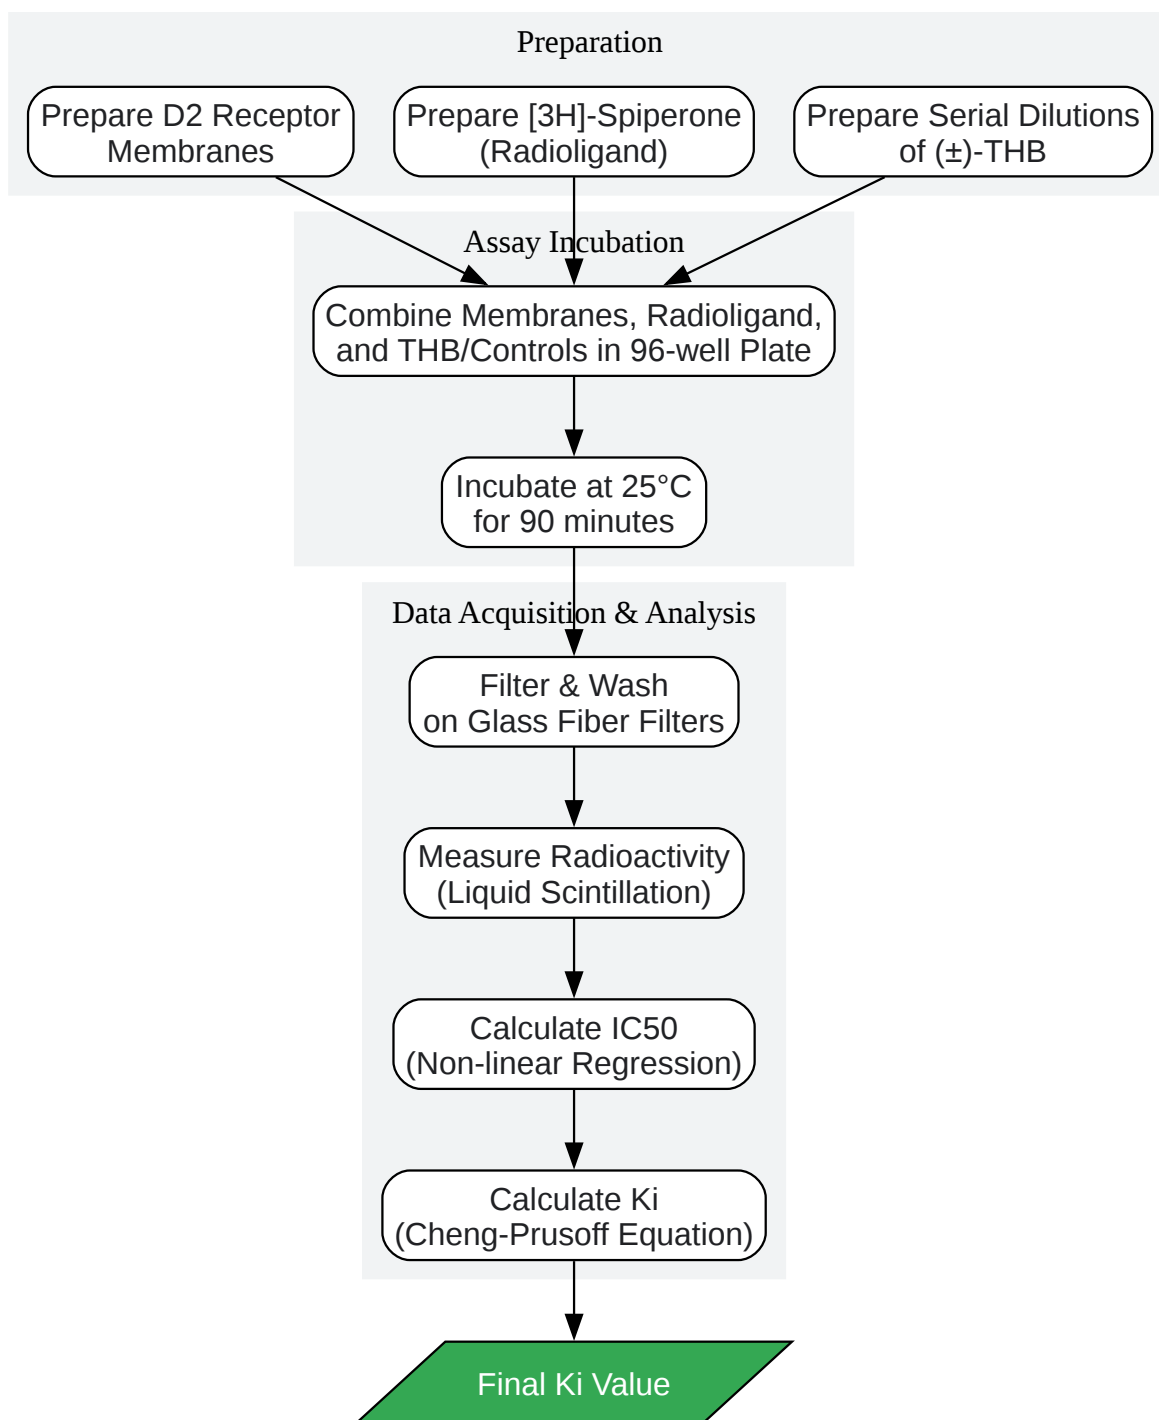 Preparation
Prepare D2 Receptor
Membranes
Prepare [3H]-Spiperone
(Radioligand)
Prepare Serial Dilutions
of (±)-THB
Assay Incubation
Combine Membranes, Radioligand,
and THB/Controls in 96-well Plate
Incubate at 25°C
for 90 minutes
Data Acquisition & Analysis
Filter & Wash
on Glass Fiber Filters
Measure Radioactivity
(Liquid Scintillation)
Calculate IC50
(Non-linear Regression)
Calculate Ki
(Cheng-Prusoff Equation)
Final Ki Value